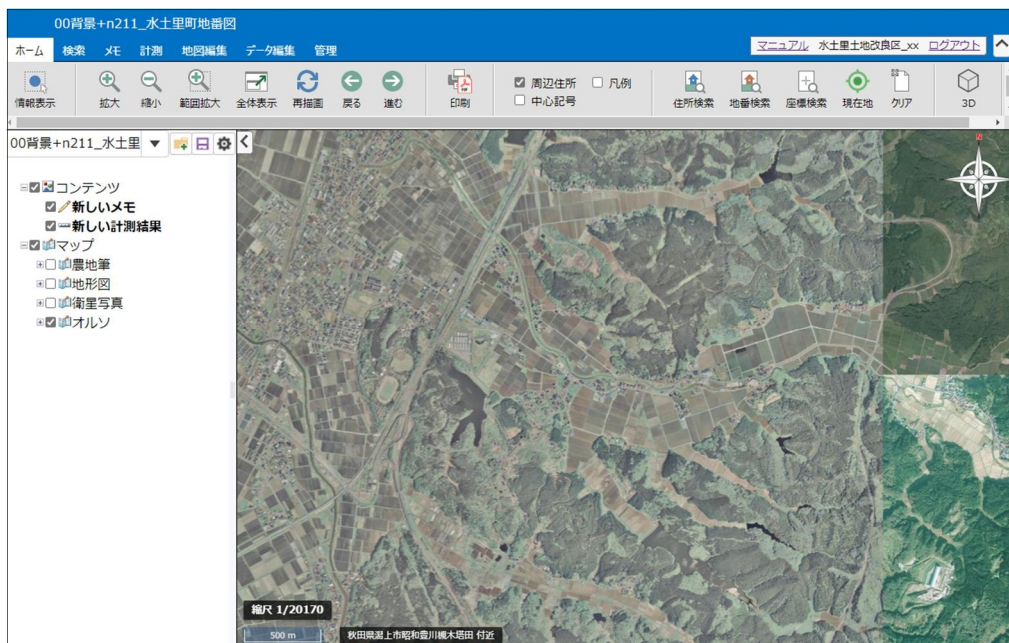 00背景+n211_水土里町地番図
ホーム 検索 メモ 計測 地図編集 データ編集 管理
マニュアル 水土里土地改良区_xx ログアウト
周辺住所 凡例
中心記号
情報表示 拡大 縮小 範囲拡大 全体表示 再描画 戻る 進む 印刷 住所検索 地番検索 座標検索 現在地 クリア 3D
00背景+n211_水土里
コンテンツ
新しいメモ
新しい計測結果
マップ
農地筆
地形図
衛星写真
オルソ
N
縮尺 1/20170
500 m
秋田県潟上市昭和豊川槻木塔田 付近